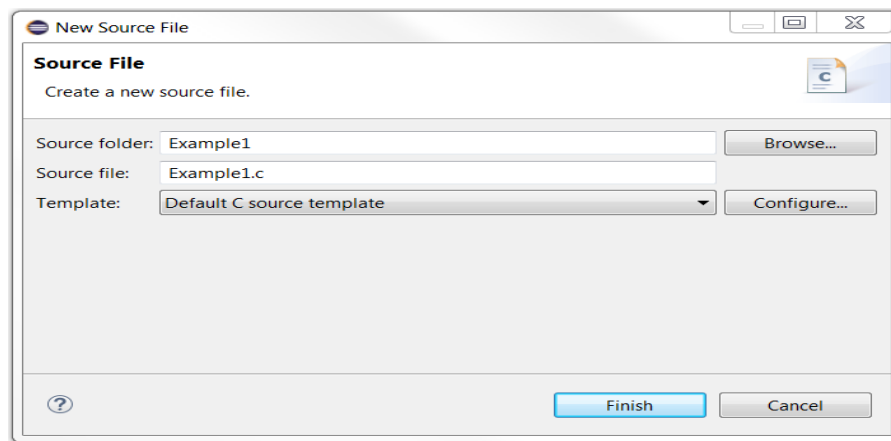 New Source File
Source File
Create a new source file.
C
Source folder: Example1 Browse...
Source file: Example1.c
Template: Default C source template Configure...
? Finish Cancel